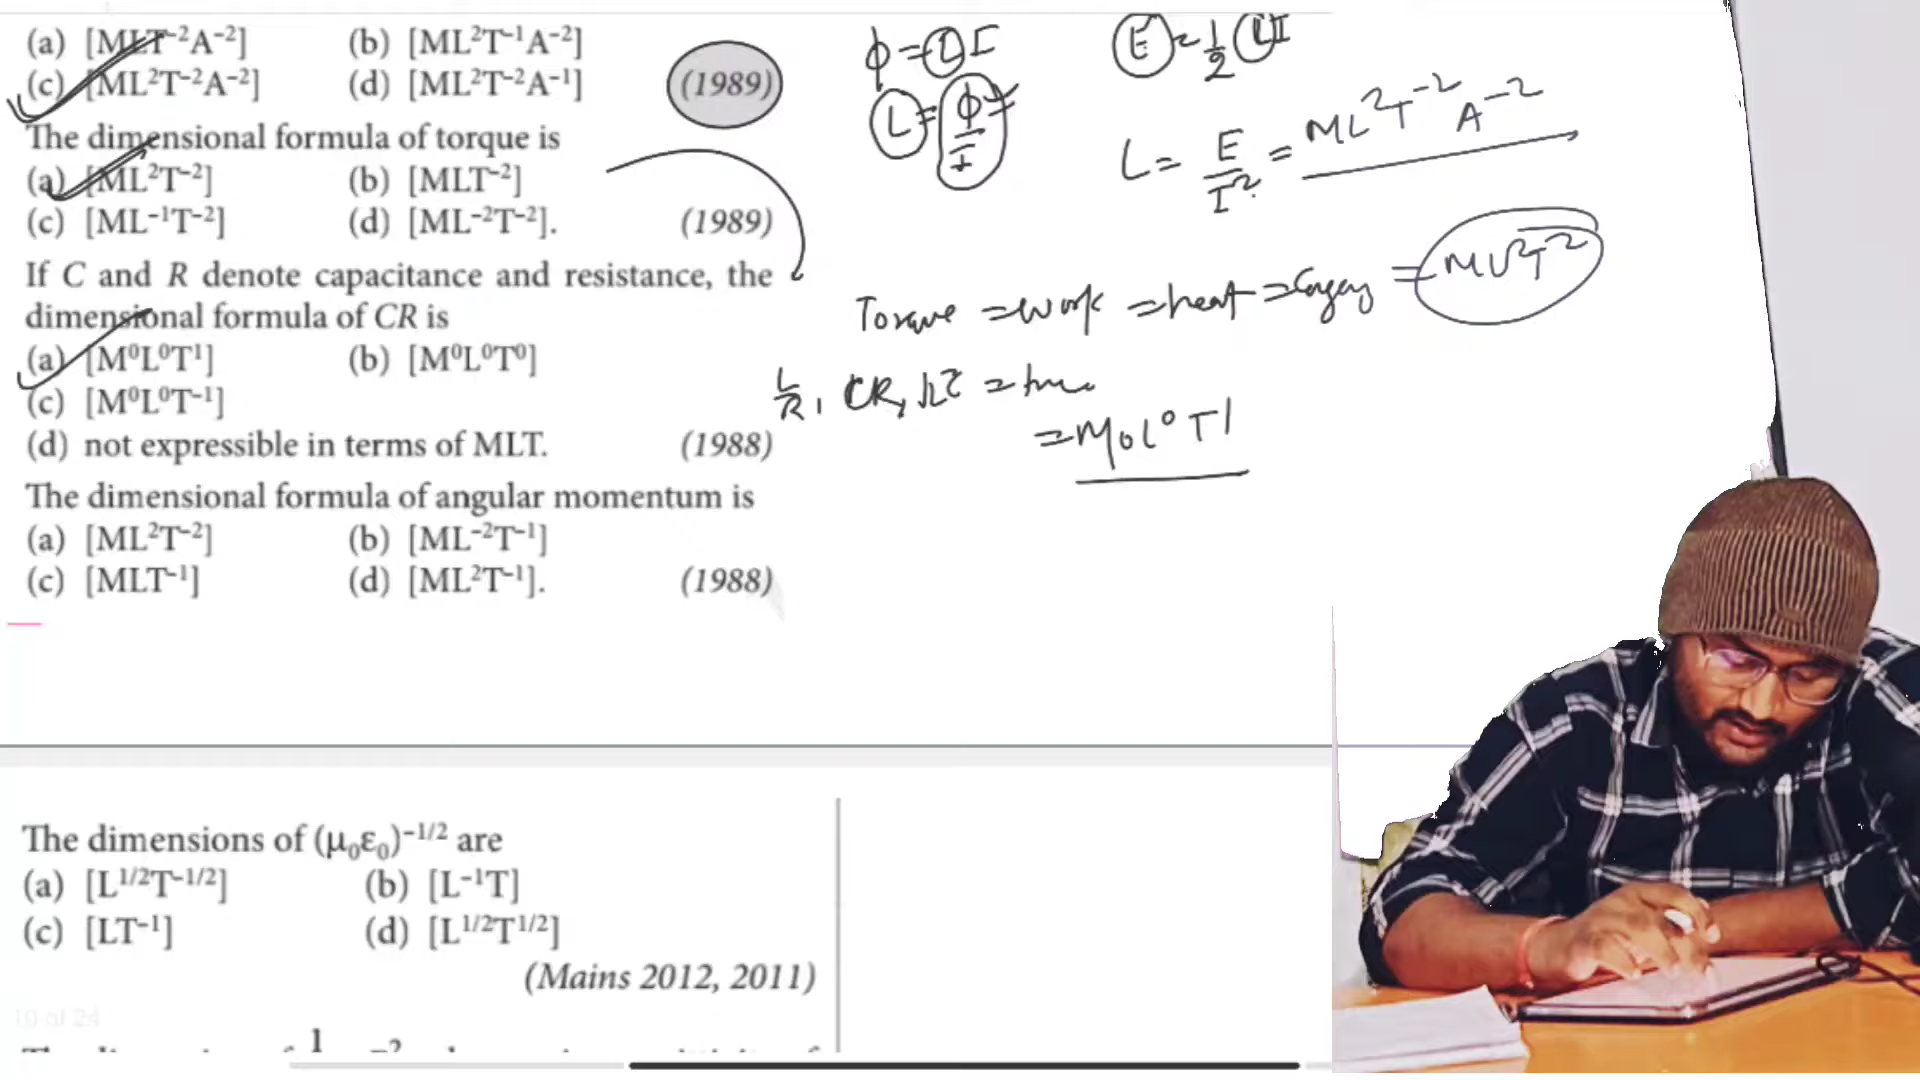 (a) [MLT⁻²A⁻²] (b) [ML²T⁻¹A⁻²]
(c) [ML²T⁻²A⁻²] (d) [ML²T⁻²A⁻¹] (1989)
The dimensional formula of torque is
(a) [ML²T⁻²] (b) [MLT⁻²]
(c) [ML⁻¹T⁻²] (d) [ML⁻²T⁻²]. (1989)
If C and R denote capacitance and resistance, the
dimensional formula of CR is
(a) [M⁰L⁰T¹] (b) [M⁰L⁰T⁰]
(c) [M⁰L⁰T⁻¹]
(d) not expressible in terms of MLT. (1988)
The dimensional formula of angular momentum is
(a) [ML²T⁻²] (b) [ML⁻²T⁻¹]
(c) [MLT⁻¹] (d) [ML²T⁻¹]. (1988)
ϕ = L I
L = ϕ/I
E = 1/2 LI
L = E/I² = ML²T⁻²A⁻²
Torque = work = heat = = ML²T⁻²
L/R, CR, = time
= M0L⁰T1
The dimensions of (μ₀ε₀)⁻¹/² are
(a) [L¹/²T⁻¹/²] (b) [L⁻¹T]
(c) [LT⁻¹] (d) [L¹/²T¹/²]
(Mains 2012, 2011)
10 of 24